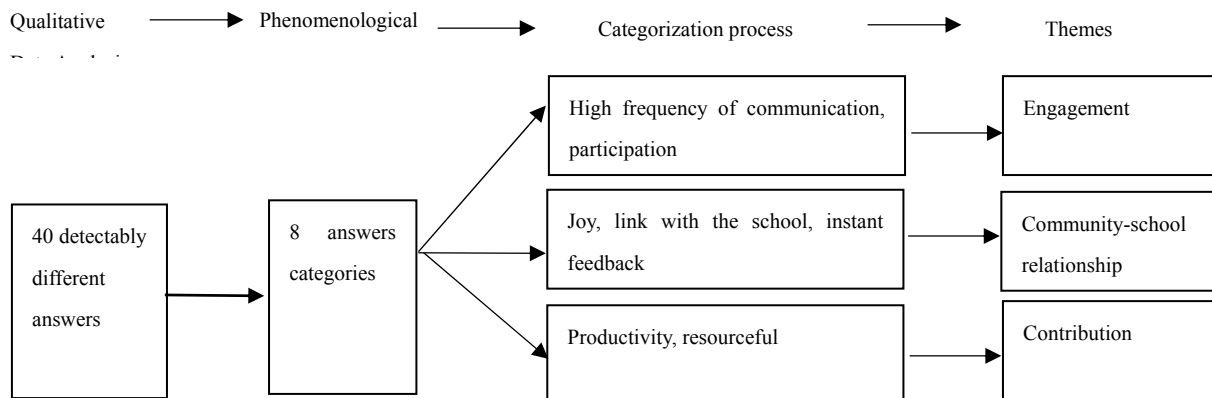 Qualitative
Phenomenological
Categorization process
Themes
40 detectably
different
answers
8 answers
categories
High frequency of communication,
participation
Joy, link with the school, instant
feedback
Productivity, resourceful
Engagement
Community-school
relationship
Contribution